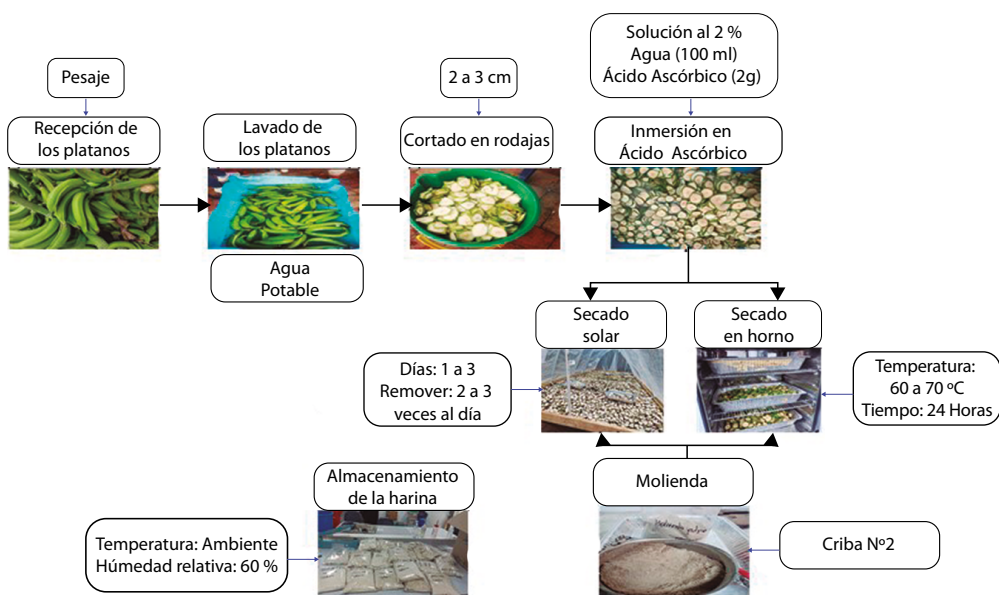 Pesaje
Recepción de
los platanos
Lavado de
los platanos
Agua
Potable
2 a 3 cm
Cortado en rodajas
Solución al 2 %
Agua (100 ml)
Ácido Ascórbico (2g)
Inmersión en
Ácido Ascórbico
Secado
solar
Secado
en horno
Días: 1 a 3
Remover: 2 a 3
veces al día
Temperatura:
60 a 70 ºC
Tiempo: 24 Horas
Molienda
Criba Nº2
Almacenamiento
de la harina
Temperatura: Ambiente
Húmedad relativa: 60 %